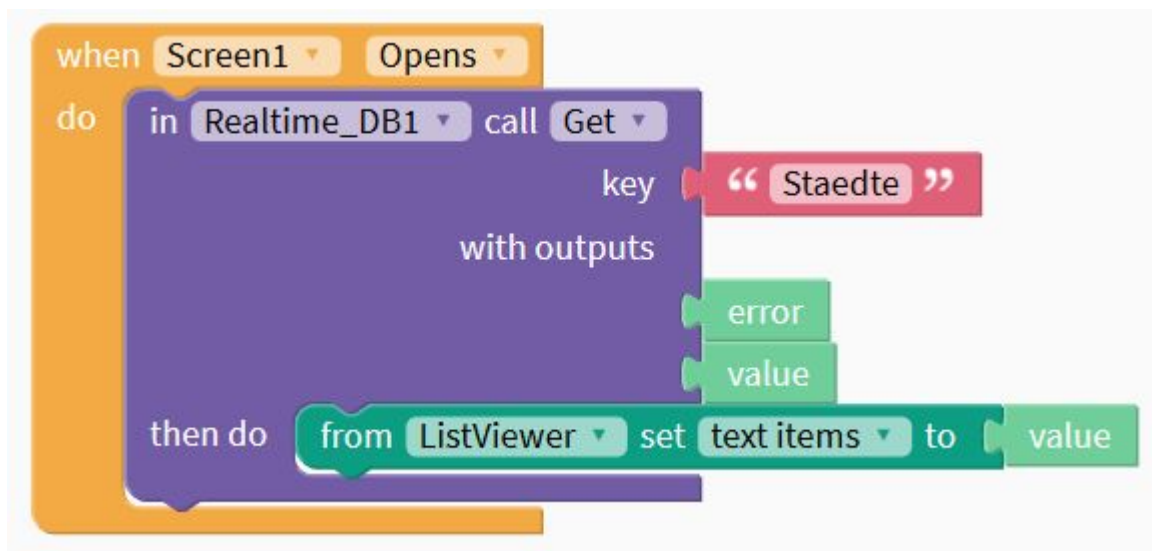 when Screen1 Opens
do in Realtime_DB1 call Get
key “ Staedte ”
with outputs
error
value
then do from ListViewer set text items to value